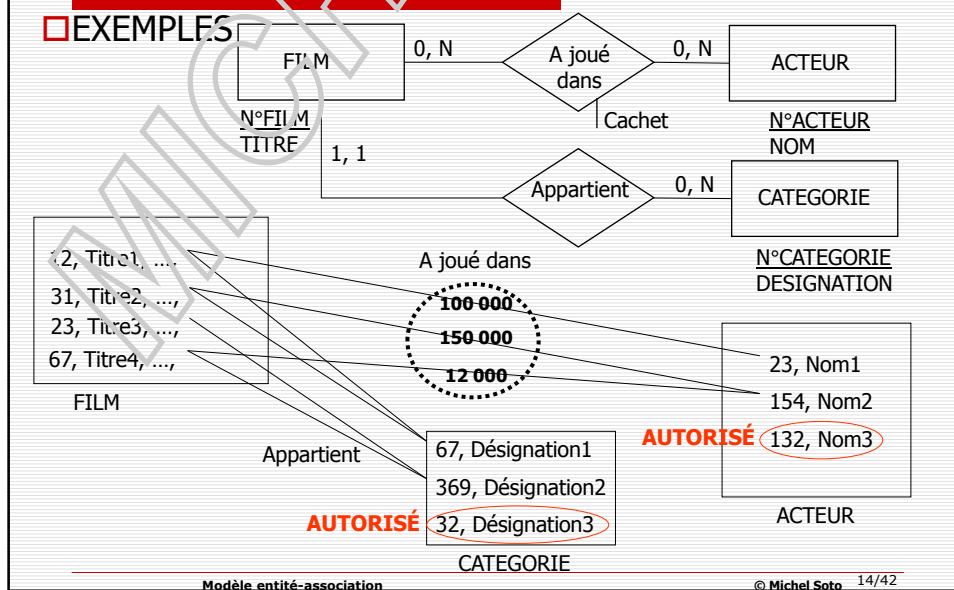 EXEMPLES
FILM
0, N
A joué
dans
0, N
ACTEUR
N°FILM
TITRE
1, 1
Cachet
N°ACTEUR
NOM
Appartient
0, N
CATEGORIE
N°CATEGORIE
DESIGNATION
12, Titre1, ...,
31, Titre2, ...,
23, Titre3, ...,
67, Titre4, ...,
FILM
A joué dans
100 000
150 000
12 000
23, Nom1
154, Nom2
AUTORISÉ 132, Nom3
ACTEUR
Appartient
67, Désignation1
369, Désignation2
AUTORISÉ 32, Désignation3
CATEGORIE
Modèle entité-association
© Michel Soto 14/42